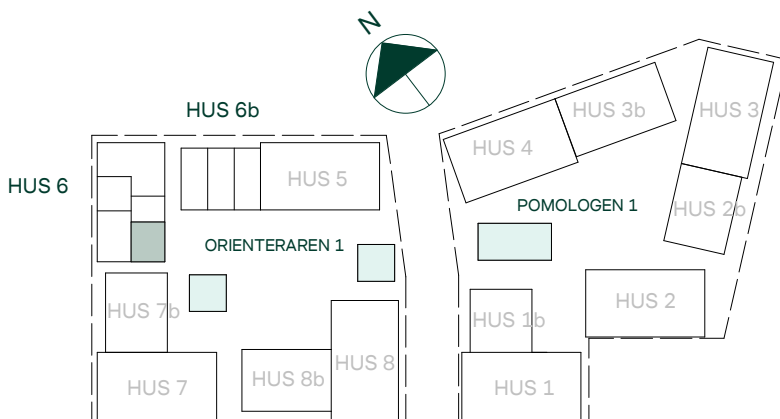 N
HUS 6b
HUS 3b
HUS 3
HUS 4
HUS 5
HUS 6
POMOLOGEN 1
HUS 2b
ORIENTERAREN 1
HUS 7b
HUS 2
HUS 1b
HUS 8
HUS 8b
HUS 7
HUS 1